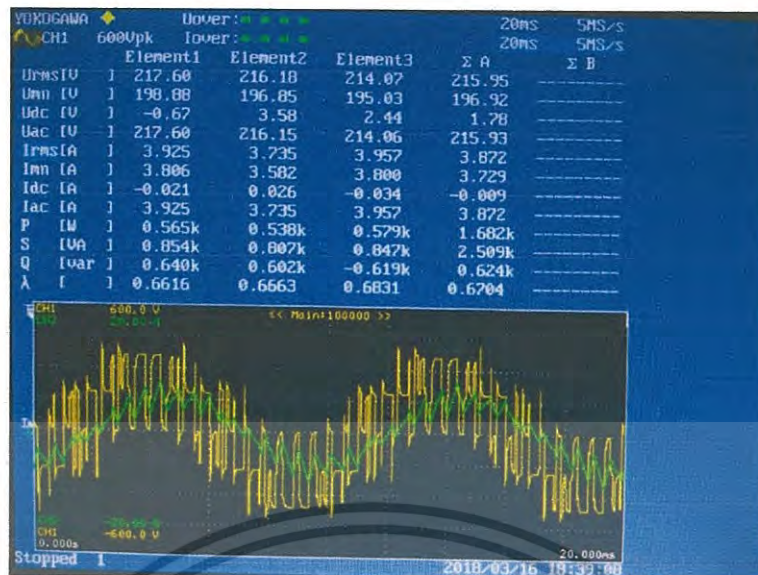 YOKOGAWA Uover: 20ms 5MS/s
CH1 600Vpk Iover: 20ms 5MS/s
Element1 Element2 Element3 Σ A Σ B
Urms[V ] 217.60 216.18 214.07 215.95
Umn [V ] 198.88 196.85 195.03 196.92
Udc [V ] -0.67 3.58 2.44 1.78
Uac [V ] 217.60 216.15 214.06 215.93
Irms[A ] 3.925 3.735 3.957 3.872
Imn [A ] 3.806 3.582 3.800 3.729
Idc [A ] -0.021 0.026 -0.034 -0.009
Iac [A ] 3.925 3.735 3.957 3.872
P [W ] 0.565k 0.538k 0.579k 1.682k
S [VA ] 0.854k 0.807k 0.847k 2.509k
Q [var ] 0.640k 0.602k -0.619k 0.624k
λ [ ] 0.6616 0.6663 0.6831 0.6704
CH1 600.0 V << Main:100000 >>
CH1 -600.0 V
0.000s 20.000ms
Stopped 1 2018/03/16 18:39:00